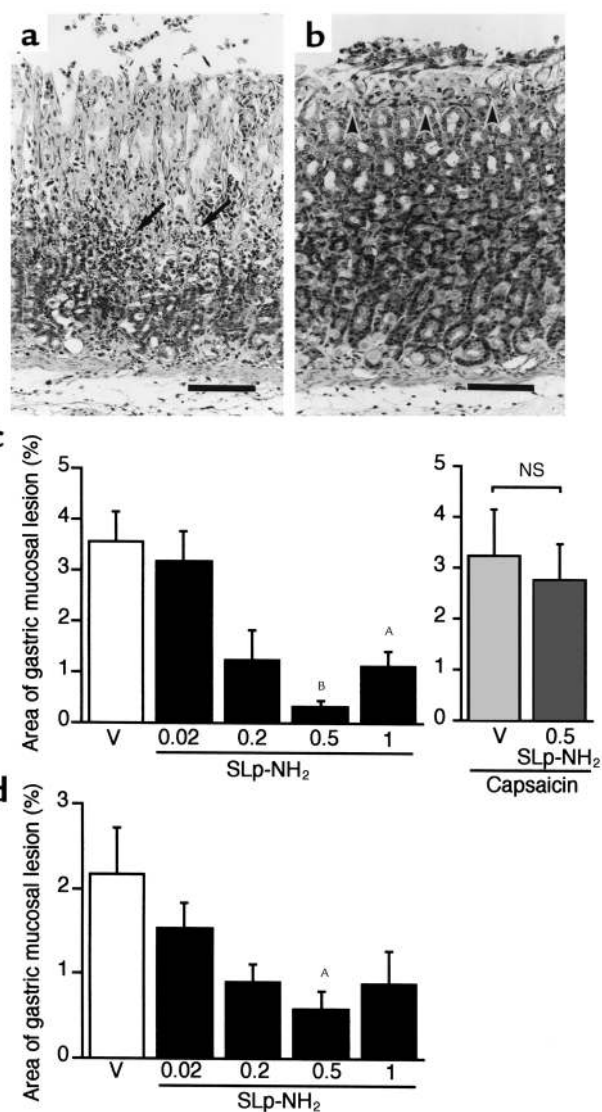 a
b
c
Area of gastric mucosal lesion (%)
5
4
3
2
1
0
B
A
V
0.02
0.2
0.5
1
SLp-NH₂
5
4
3
2
1
0
NS
V
0.5
SLp-NH₂
Capsaicin
d
Area of gastric mucosal lesion (%)
3
2
1
0
A
V
0.02
0.2
0.5
1
SLp-NH₂